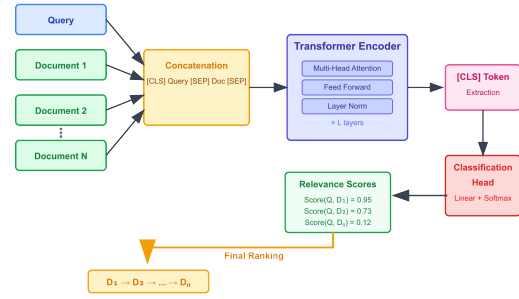 Query
Document 1
Document 2
Document N
Concatenation
[CLS] Query [SEP] Doc [SEP]
Transformer Encoder
Multi-Head Attention
Feed Forward
Layer Norm
× L layers
[CLS] Token
Extraction
Classification
Head
Linear + Softmax
Relevance Scores
Score(Q, D₁) = 0.95
Score(Q, D₂) = 0.73
Score(Q, Dₙ) = 0.12
Final Ranking
D₁ → D₂ → ... → Dₙ